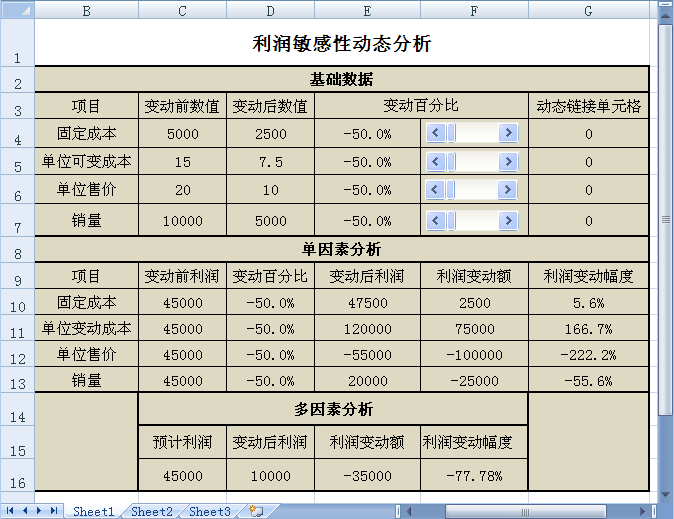 B C D E F G
1 利润敏感性动态分析
2 基础数据
3 项目 变动前数值 变动后数值 变动百分比 动态链接单元格
4 固定成本 5000 2500 -50.0% 0
5 单位可变成本 15 7.5 -50.0% 0
6 单位售价 20 10 -50.0% 0
7 销量 10000 5000 -50.0% 0
8 单因素分析
9 项目 变动前利润 变动百分比 变动后利润 利润变动额 利润变动幅度
10 固定成本 45000 -50.0% 47500 2500 5.6%
11 单位变动成本 45000 -50.0% 120000 75000 166.7%
12 单位售价 45000 -50.0% -55000 -100000 -222.2%
13 销量 45000 -50.0% 20000 -25000 -55.6%
14 多因素分析
15 预计利润 变动后利润 利润变动额 利润变动幅度
16 45000 10000 -35000 -77.78%
Sheet1 Sheet2 Sheet3